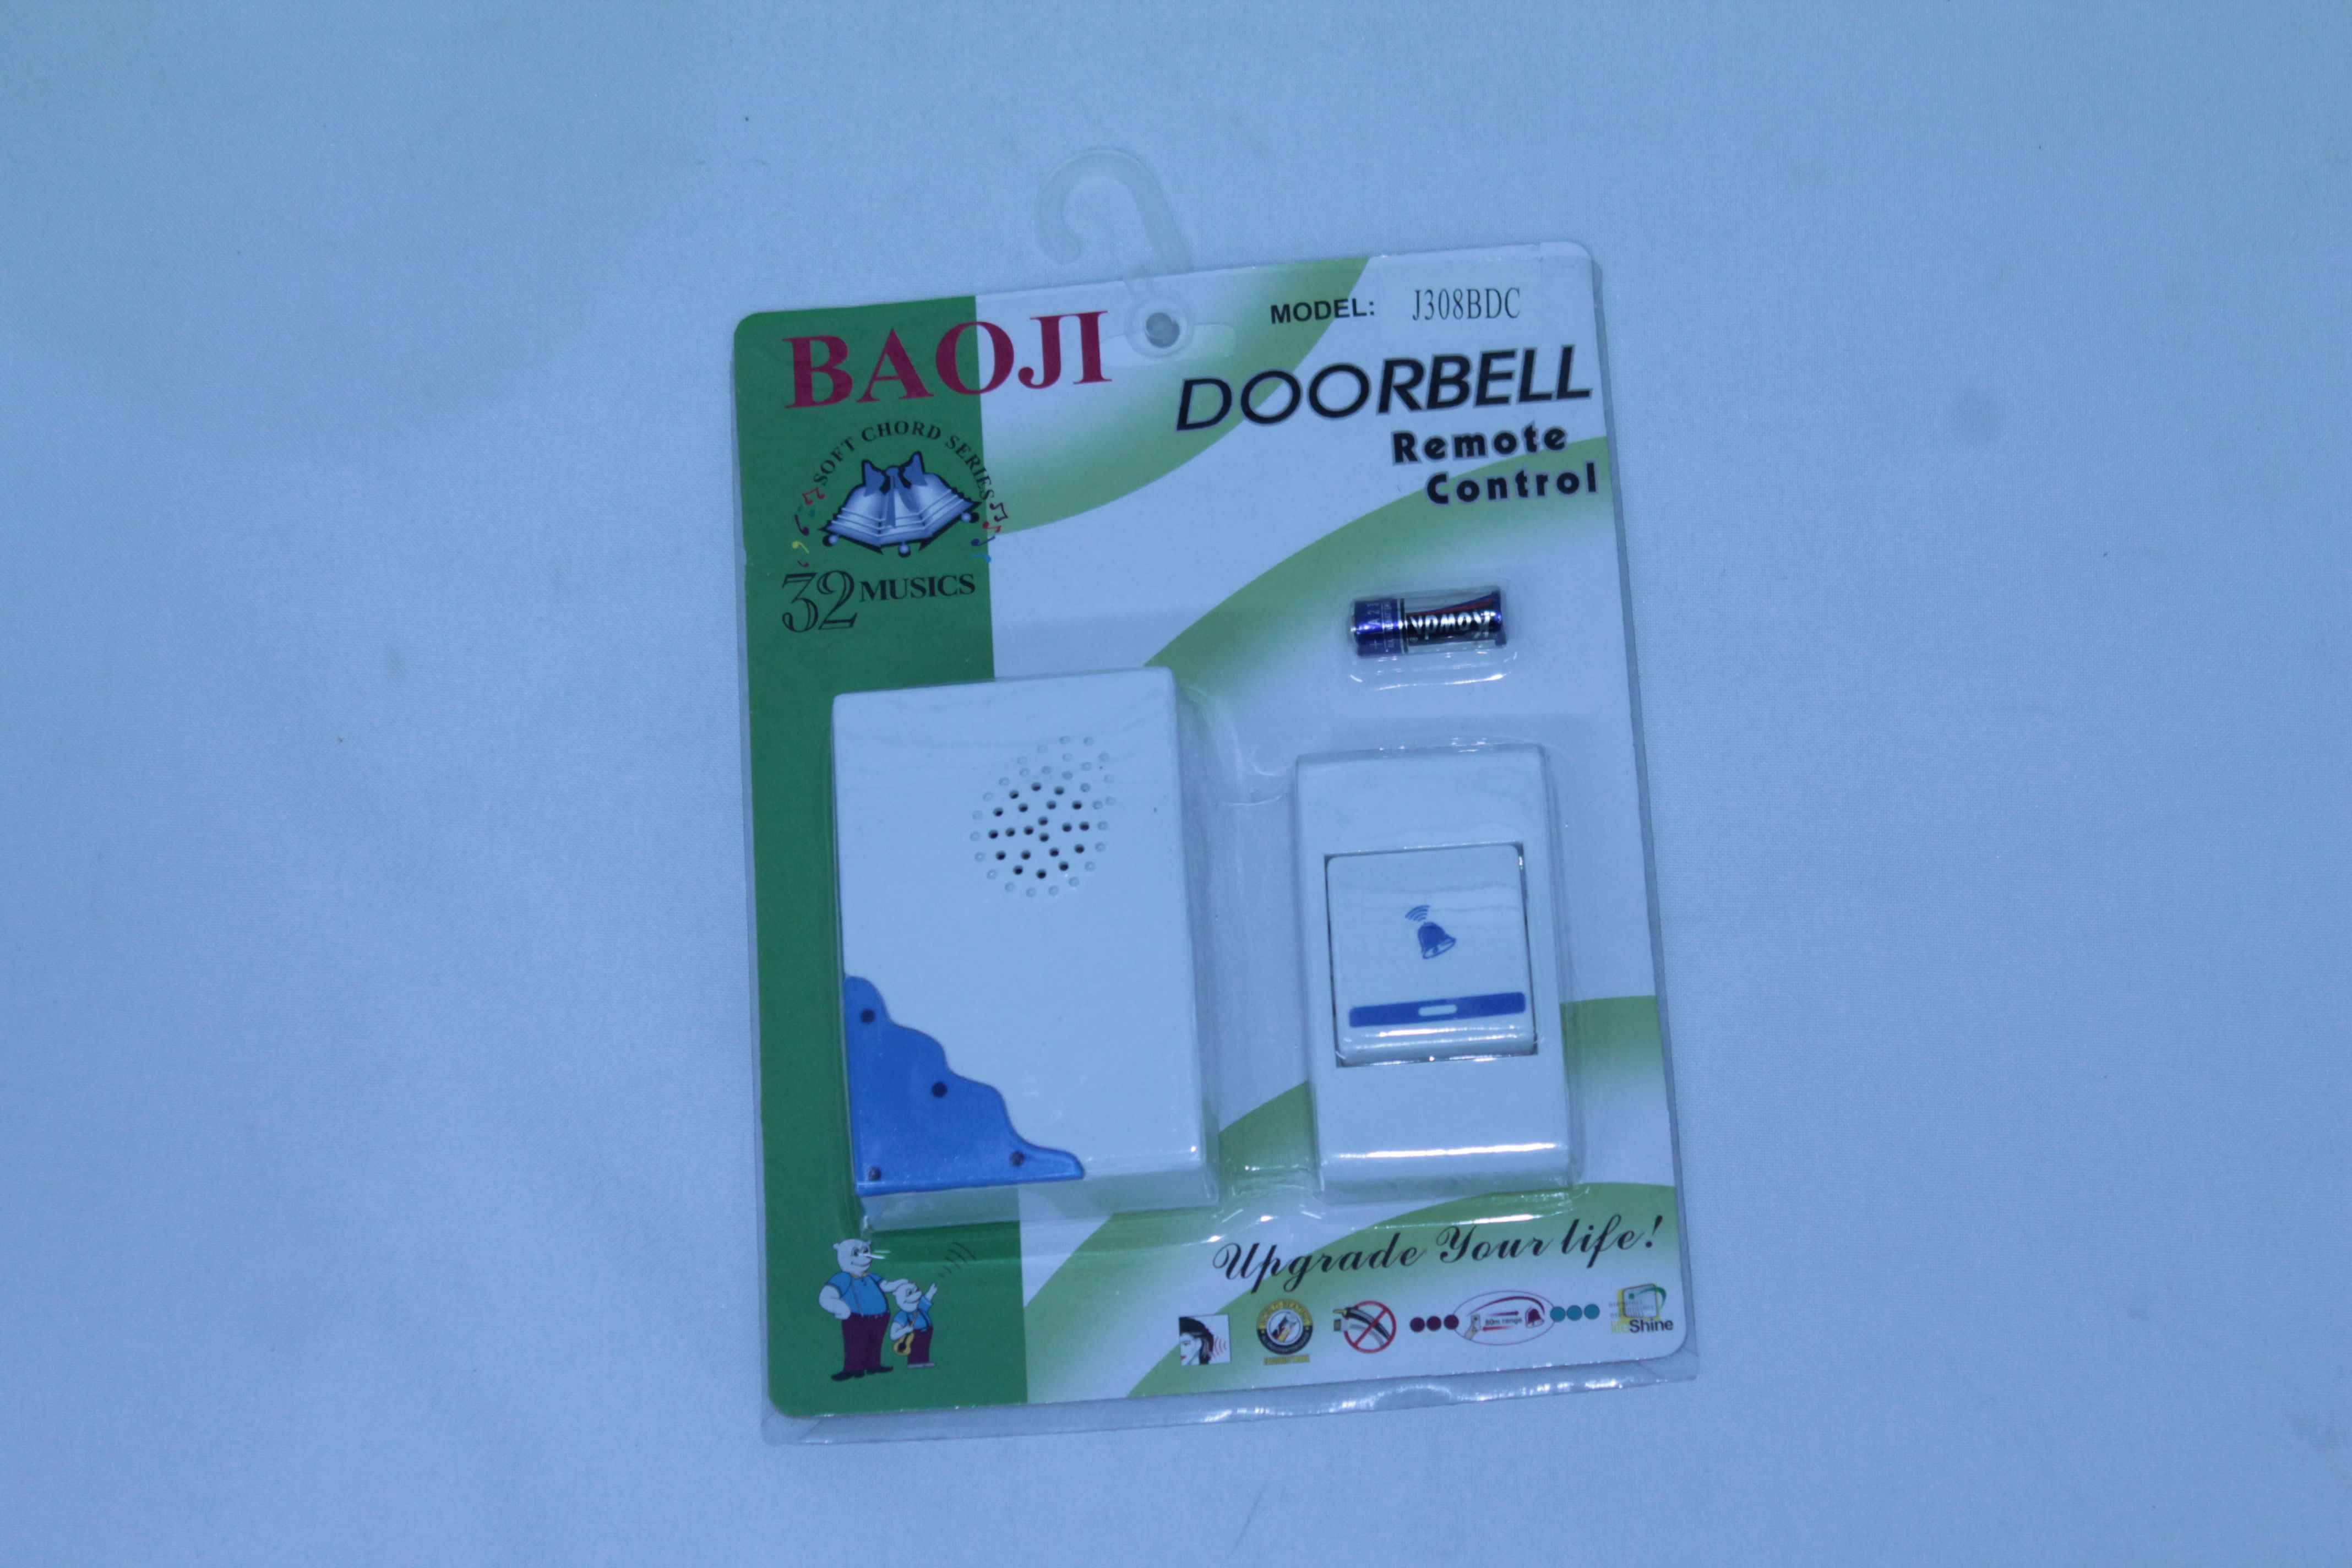 BAOJI
MODEL: J308BDC
DOORBELL
Remote
Control
SOFT CHORD SERIES
32 MUSICS
Upgrade Your life!
Shine